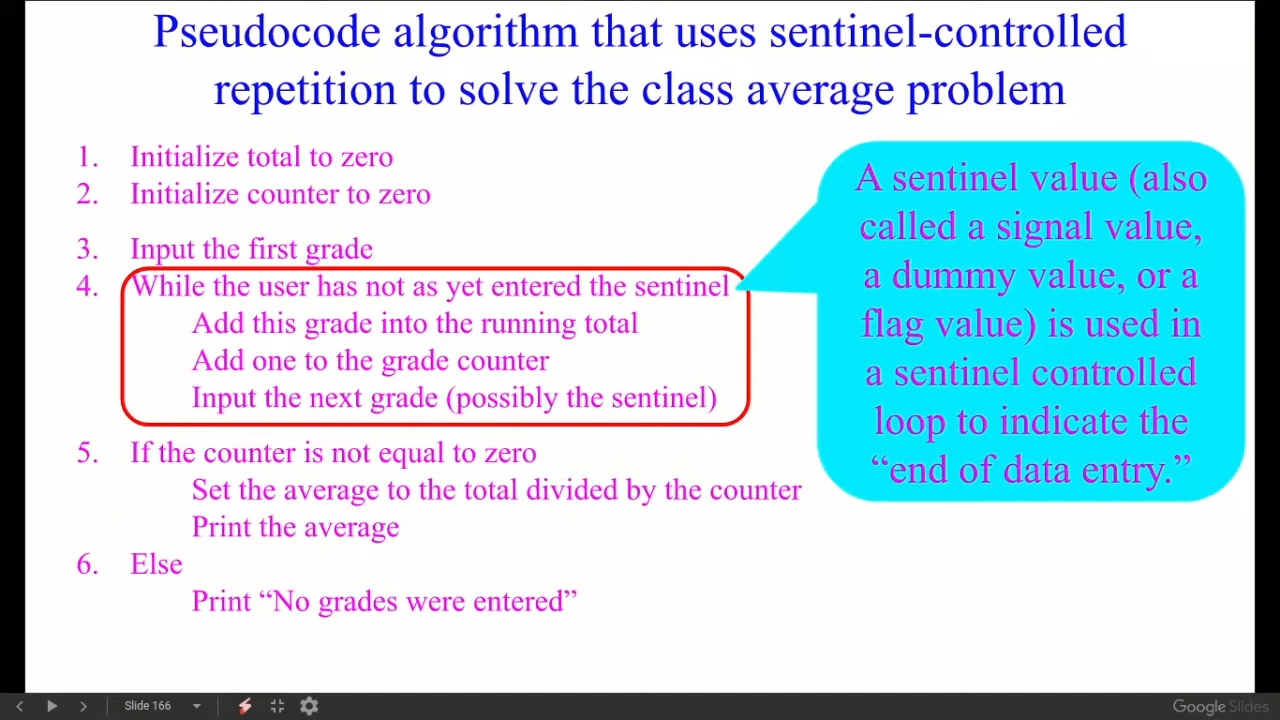 Pseudocode algorithm that uses sentinel-controlled
repetition to solve the class average problem
1. Initialize total to zero
2. Initialize counter to zero
3. Input the first grade
4. While the user has not as yet entered the sentinel
Add this grade into the running total
Add one to the grade counter
Input the next grade (possibly the sentinel)
5. If the counter is not equal to zero
Set the average to the total divided by the counter
Print the average
6. Else
Print “No grades were entered”
A sentinel value (also
called a signal value,
a dummy value, or a
flag value) is used in
a sentinel controlled
loop to indicate the
“end of data entry.”
Slide 166
Google Slides